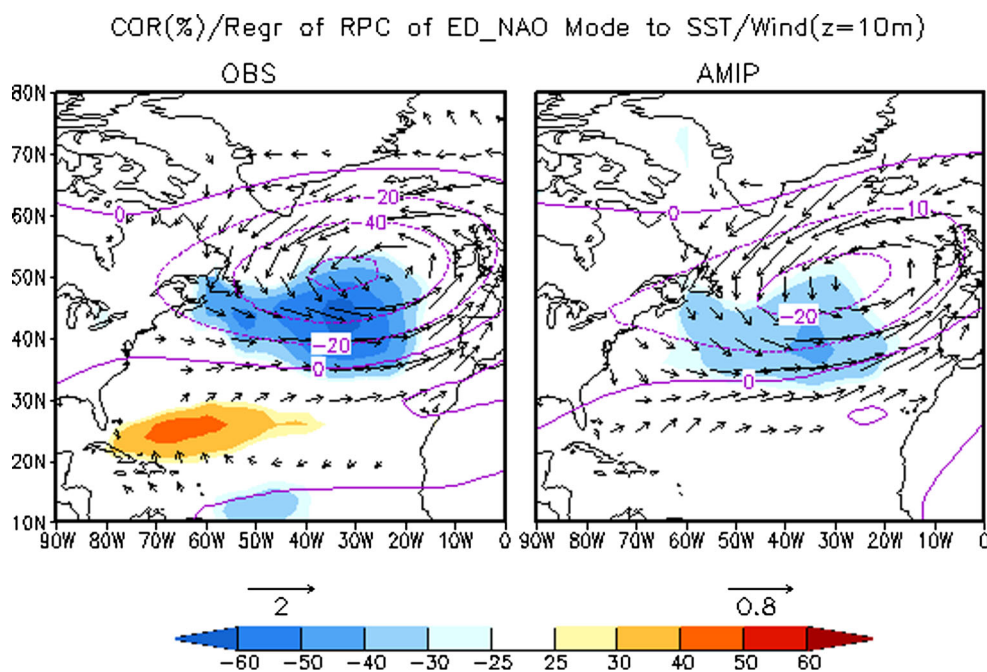 COR(%)/Regr of RPC of ED_NAO Mode to SST/Wind(z=10m)
OBS
AMIP
80N
70N
60N
50N
40N
30N
20N
10N
0
20
40
-20
0
0
10
-20
0
90W 80W 70W 60W 50W 40W 30W 20W 10W 0
90W 80W 70W 60W 50W 40W 30W 20W 10W 0
2
0.8
-60 -50 -40 -30 -25 25 30 40 50 60